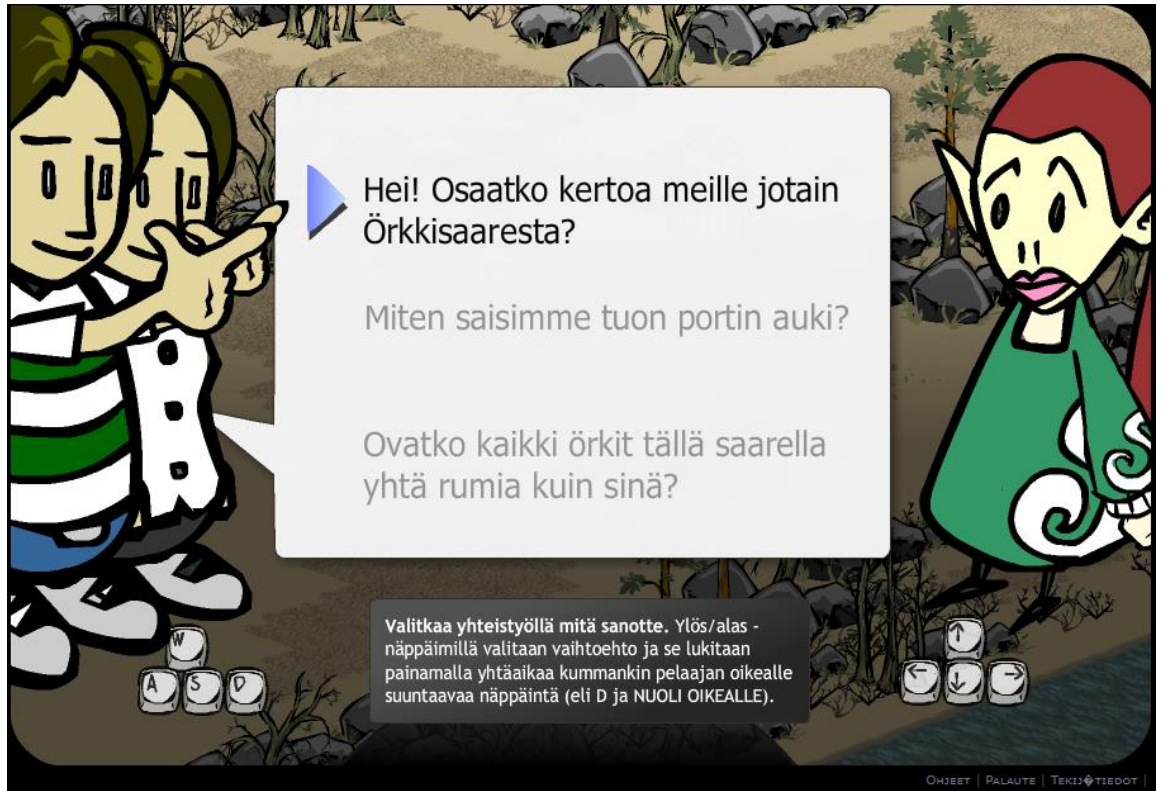 Hei! Osaatko kertoa meille jotain
Örkkisaaresta?
Miten saisimme tuon portin auki?
Ovatko kaikki örkit tällä saarella
yhtä rumia kuin sinä?
Valitkaa yhteistyöllä mitä sanotte. Ylös/alas -
näppäimillä valitaan vaihtoehto ja se lukitaan
painamalla yhtäaikaa kummankin pelaajan oikealle
suuntaavaa näppäintä (eli D ja NUOLI OIKEALLE).
W
A S D
↑
← ↓ →
OHJEET | PALAUTE | TEKIJ�TIEDOT |